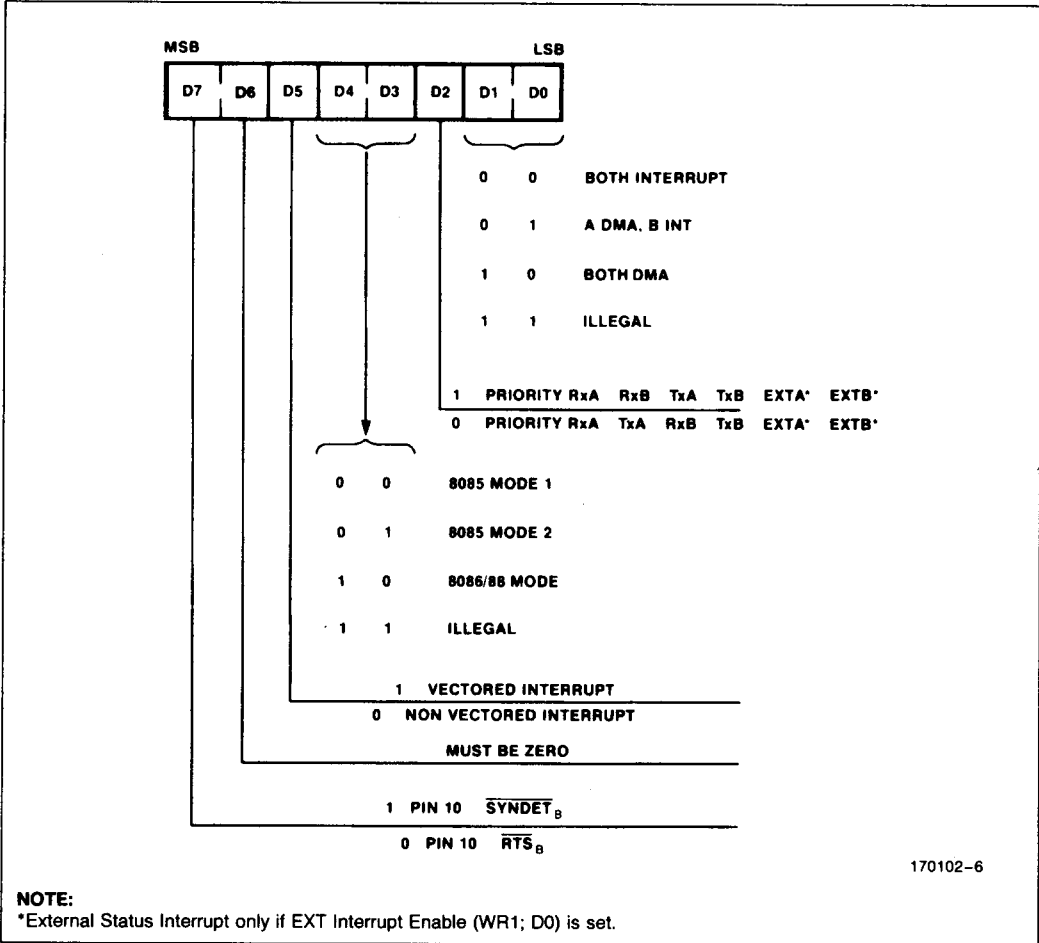 MSB LSB
D7 D6 D5 D4 D3 D2 D1 D0
0 0 BOTH INTERRUPT
0 1 A DMA, B INT
1 0 BOTH DMA
1 1 ILLEGAL
1 PRIORITY RxA RxB TxA TxB EXTA* EXTB*
0 PRIORITY RxA TxA RxB TxB EXTA* EXTB*
0 0 8085 MODE 1
0 1 8085 MODE 2
1 0 8086/88 MODE
1 1 ILLEGAL
1 VECTORED INTERRUPT
0 NON VECTORED INTERRUPT
MUST BE ZERO
1 PIN 10 SYNDET B
0 PIN 10 RTS B
170102–6
NOTE:
*External Status Interrupt only if EXT Interrupt Enable (WR1; D0) is set.